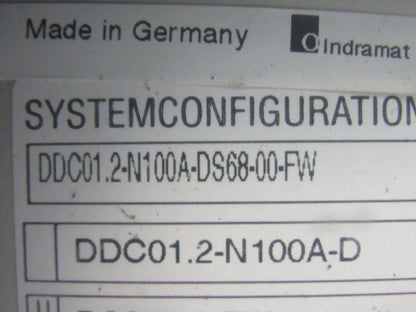 Made in Germany
Indramat
SYSTEMCONFIGURATION
DDC01.2-N100A-DS68-00-FW
DDC01.2-N100A-D